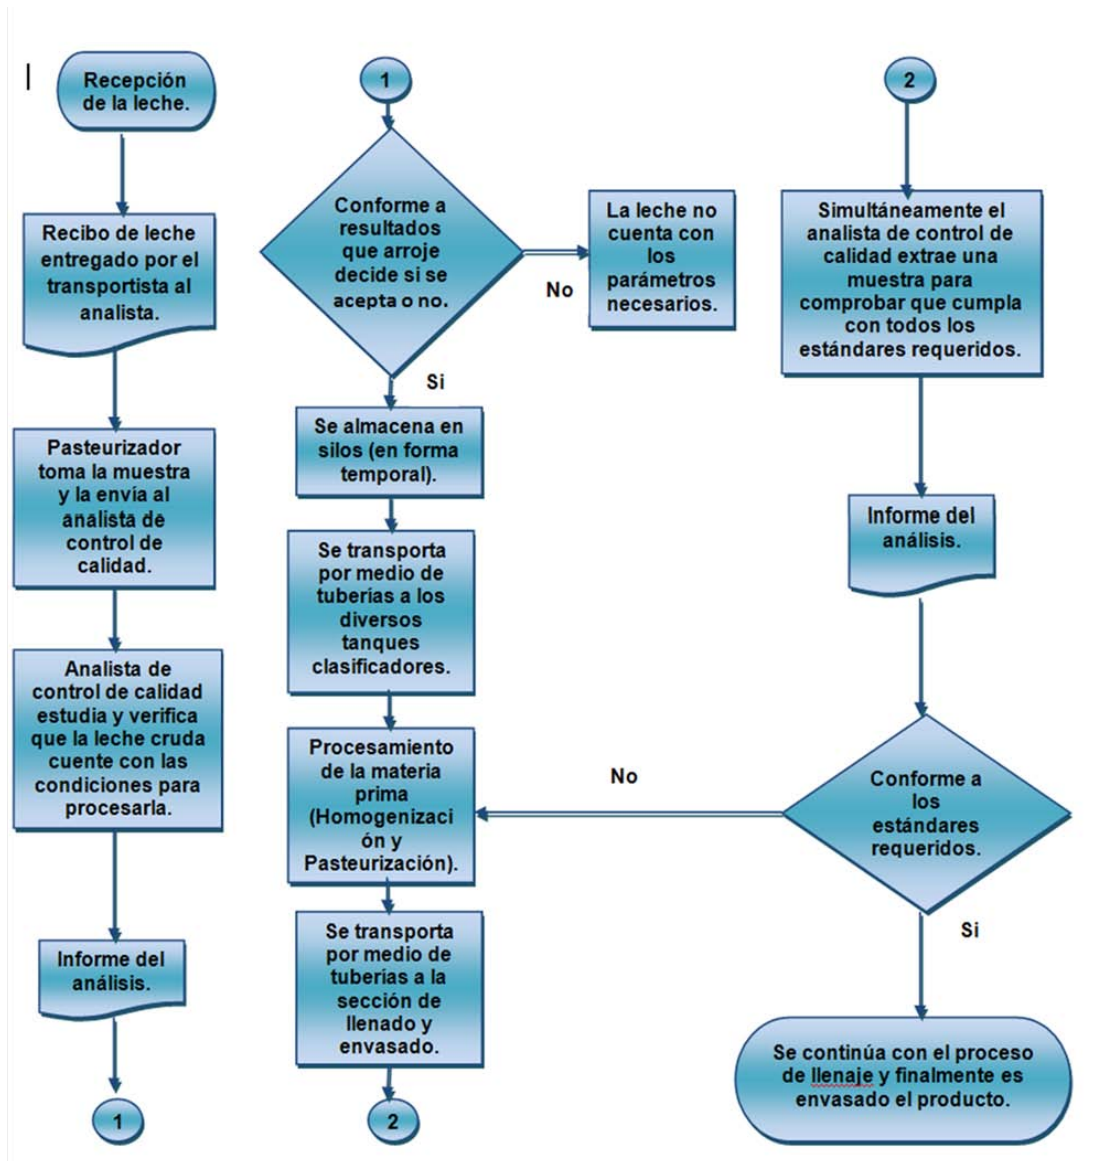 Recepción
de la leche.
Recibo de leche
entregado por el
transportista al
analista.
Pasteurizador
toma la muestra
y la envía al
analista de
control de
calidad.
Analista de
control de calidad
estudia y verifica
que la leche cruda
cuente con las
condiciones para
procesarla.
Informe del
análisis.
1
1
Conforme a
resultados
que arroje
decide si se
acepta o no.
No
La leche no
cuenta con
los
parámetros
necesarios.
Si
Se almacena en
silos (en forma
temporal).
Se transporta
por medio de
tuberías a los
diversos
tanques
clasificadores.
Procesamiento
de la materia
prima
(Homogenizaci
ón y
Pasteurización).
Se transporta
por medio de
tuberías a la
sección de
llenado y
envasado.
2
2
Simultáneamente el
analista de control de
calidad extrae una
muestra para
comprobar que cumpla
con todos los
estándares requeridos.
Informe del
análisis.
Conforme a
los
estándares
requeridos.
No
Si
Se continúa con el proceso
de llenaje y finalmente es
envasado el producto.